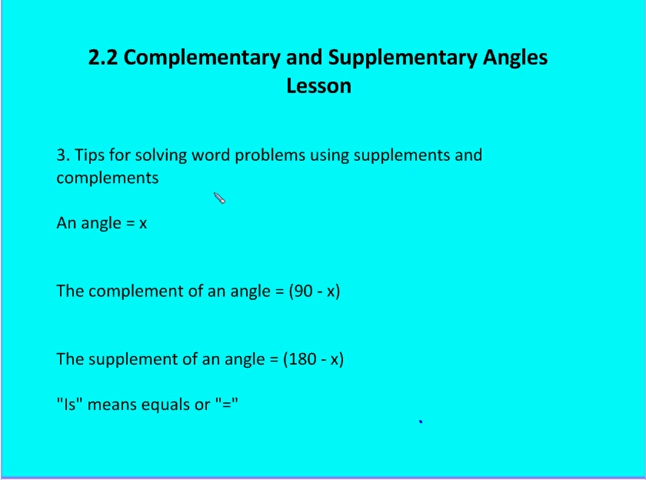 2.2 Complementary and Supplementary Angles
Lesson
3. Tips for solving word problems using supplements and
complements
An angle = x
The complement of an angle = (90 - x)
The supplement of an angle = (180 - x)
"Is" means equals or "="